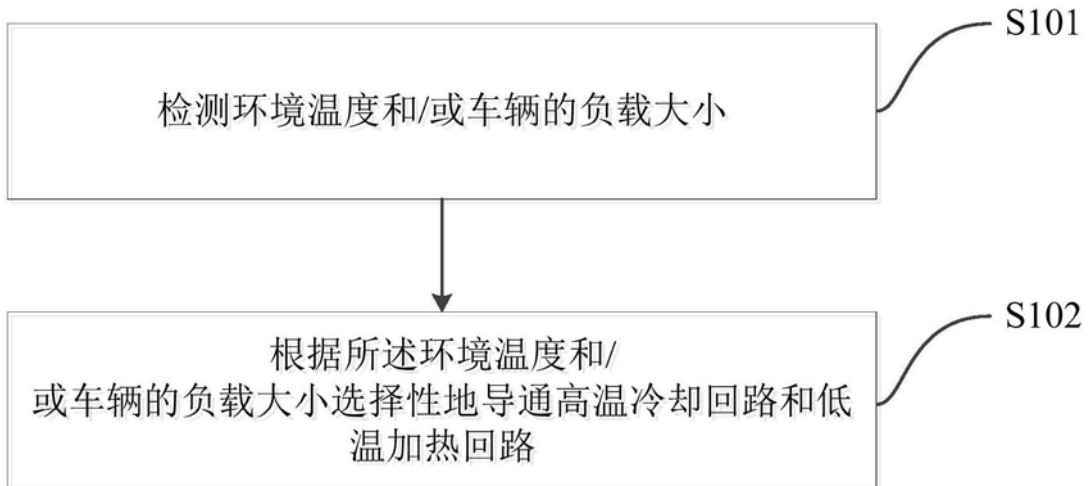 S101
检测环境温度和/或车辆的负载大小
S102
根据所述环境温度和/
或车辆的负载大小选择性地导通高温冷却回路和低
温加热回路